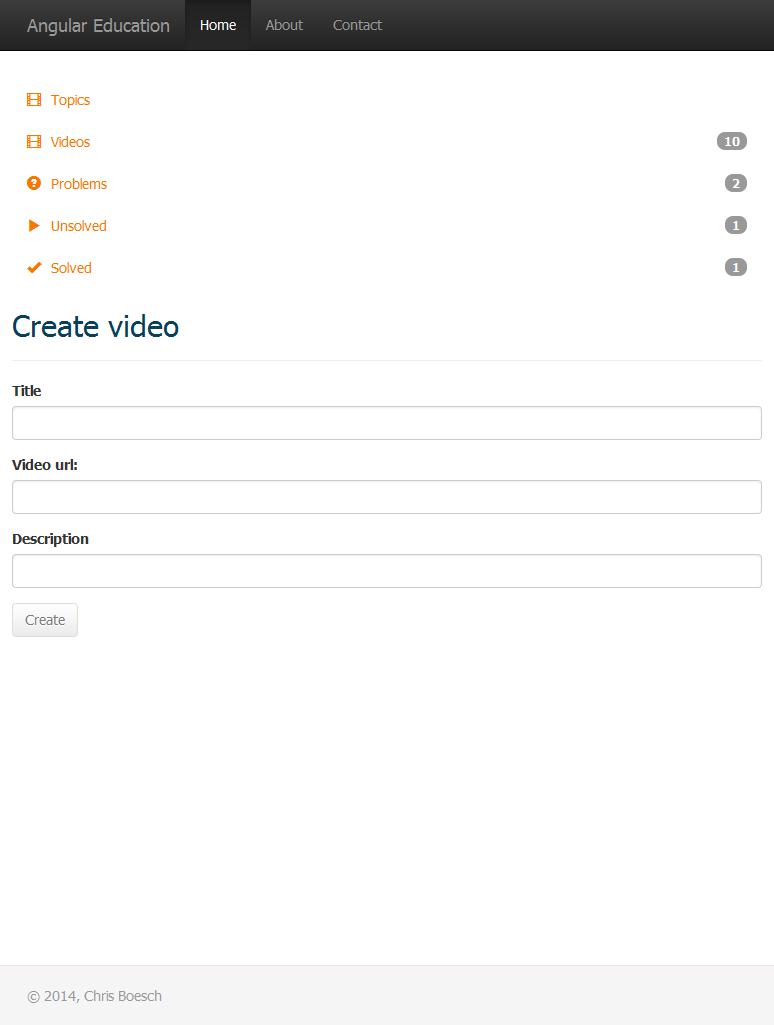 Angular Education Home About Contact
Topics
Videos 10
Problems 2
Unsolved 1
Solved 1
Create video
Title
Video url:
Description
Create
© 2014, Chris Boesch